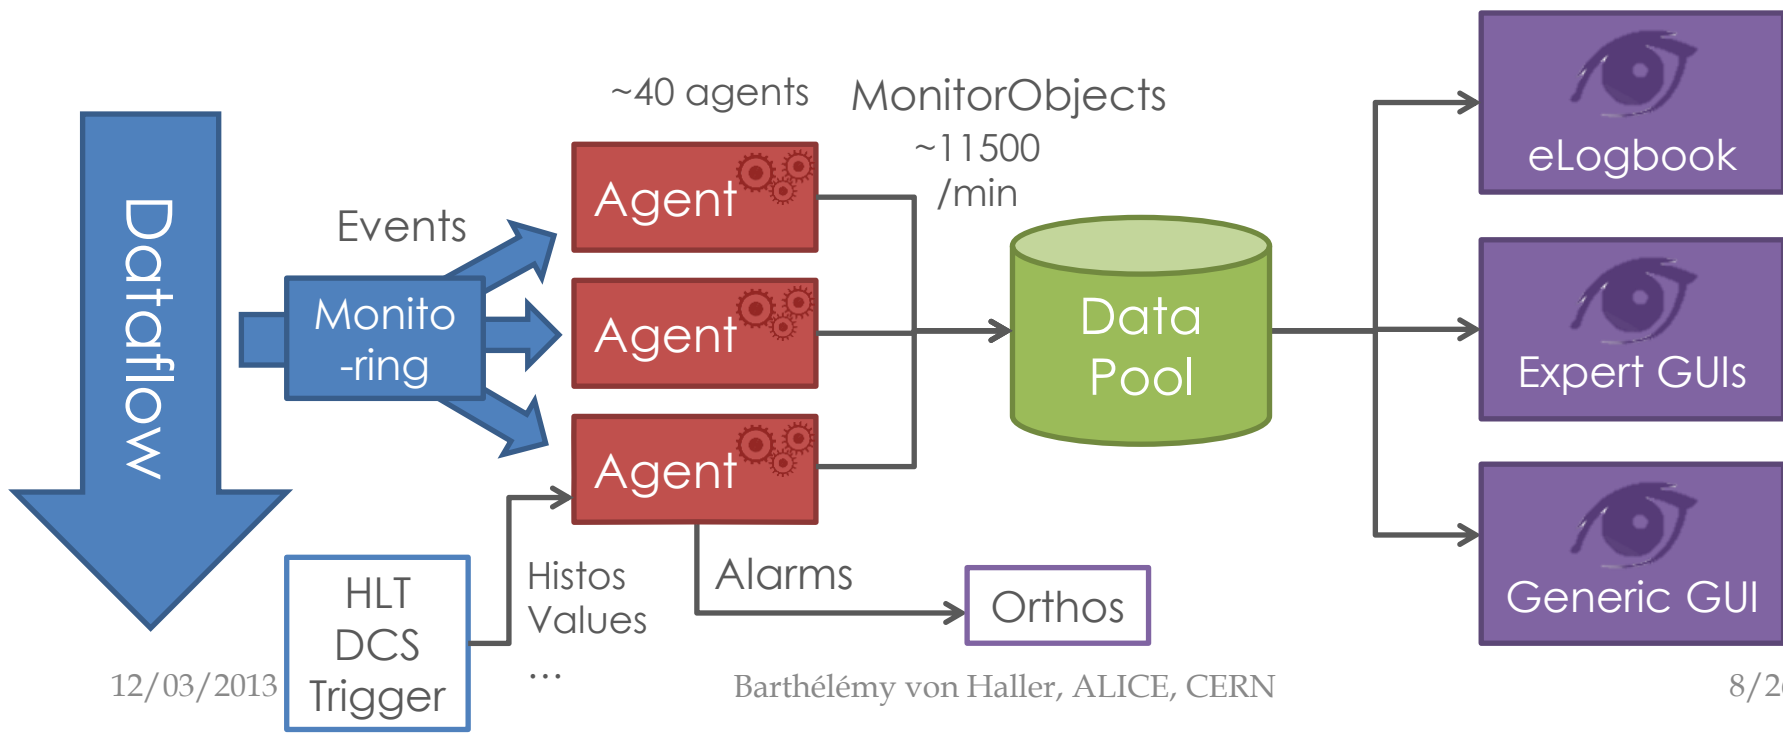 Dataflow
Events
Monito
-ring
~40 agents
Agent
Agent
Agent
MonitorObjects
~11500
/min
Data
Pool
eLogbook
Expert GUIs
Generic GUI
HLT
DCS
Trigger
Histos
Values
...
Alarms
Orthos
12/03/2013
Barthélémy von Haller, ALICE, CERN